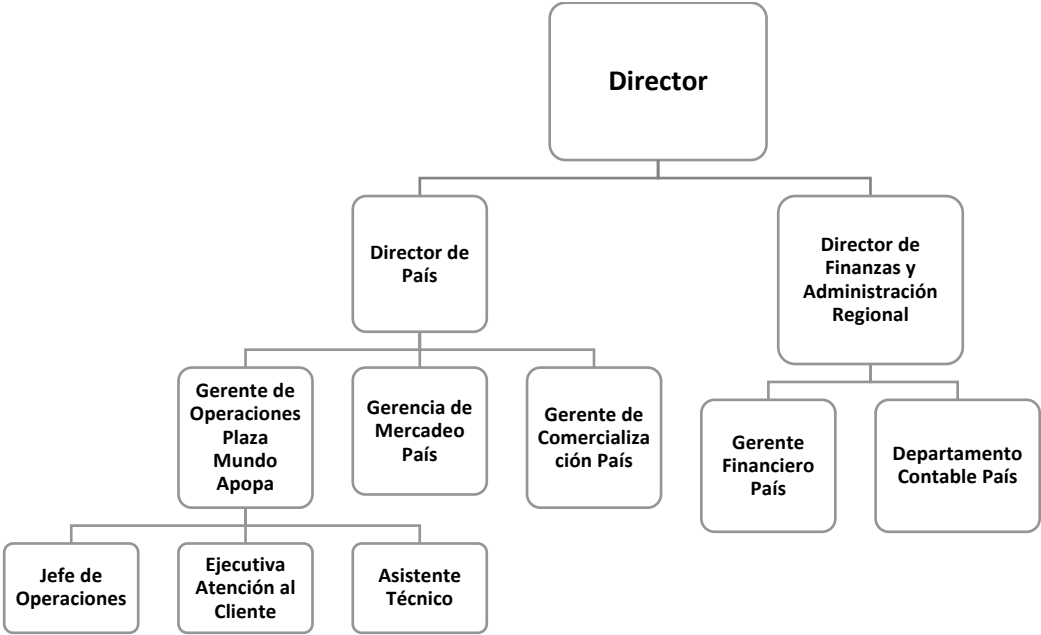 Director
Director de
País
Director de
Finanzas y
Administración
Regional
Gerente de
Operaciones
Plaza
Mundo
Apopa
Gerencia de
Mercadeo
País
Gerente de
Comercializa
ción País
Gerente
Financiero
País
Departamento
Contable País
Jefe de
Operaciones
Ejecutiva
Atención al
Cliente
Asistente
Técnico